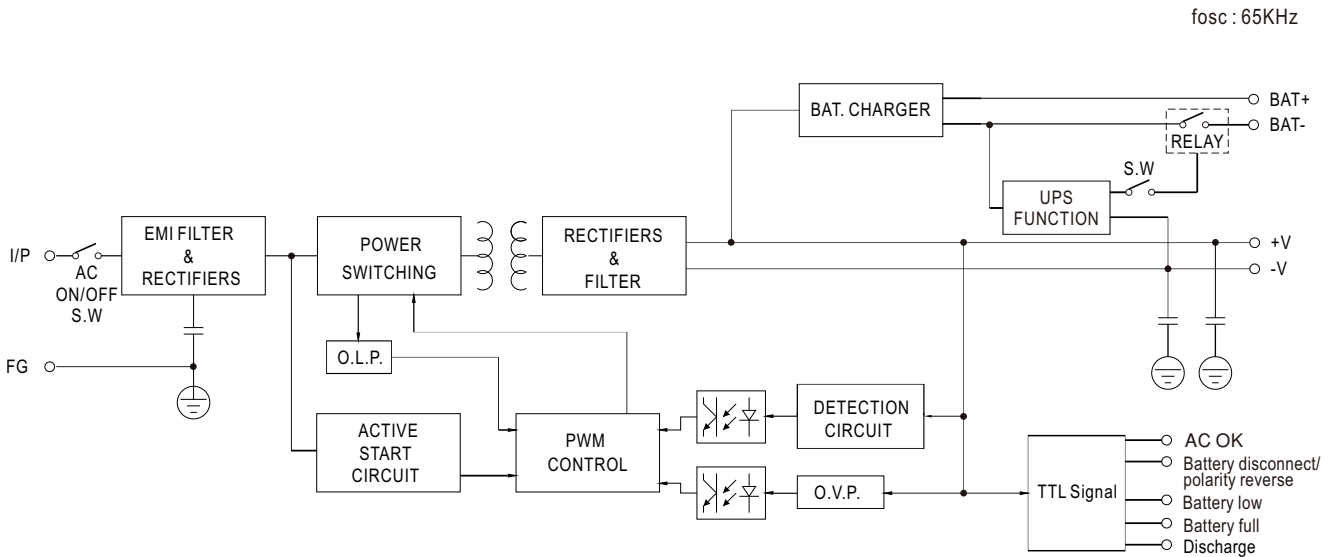 fosc : 65KHz
BAT. CHARGER
BAT+
BAT-
RELAY
S.W
UPS
FUNCTION
I/P
AC
ON/OFF
S.W
EMI FILTER
&
RECTIFIERS
POWER
SWITCHING
RECTIFIERS
&
FILTER
+V
-V
FG
O.L.P.
ACTIVE
START
CIRCUIT
PWM
CONTROL
DETECTION
CIRCUIT
O.V.P.
TTL Signal
AC OK
Battery disconnect/
polarity reverse
Battery low
Battery full
Discharge